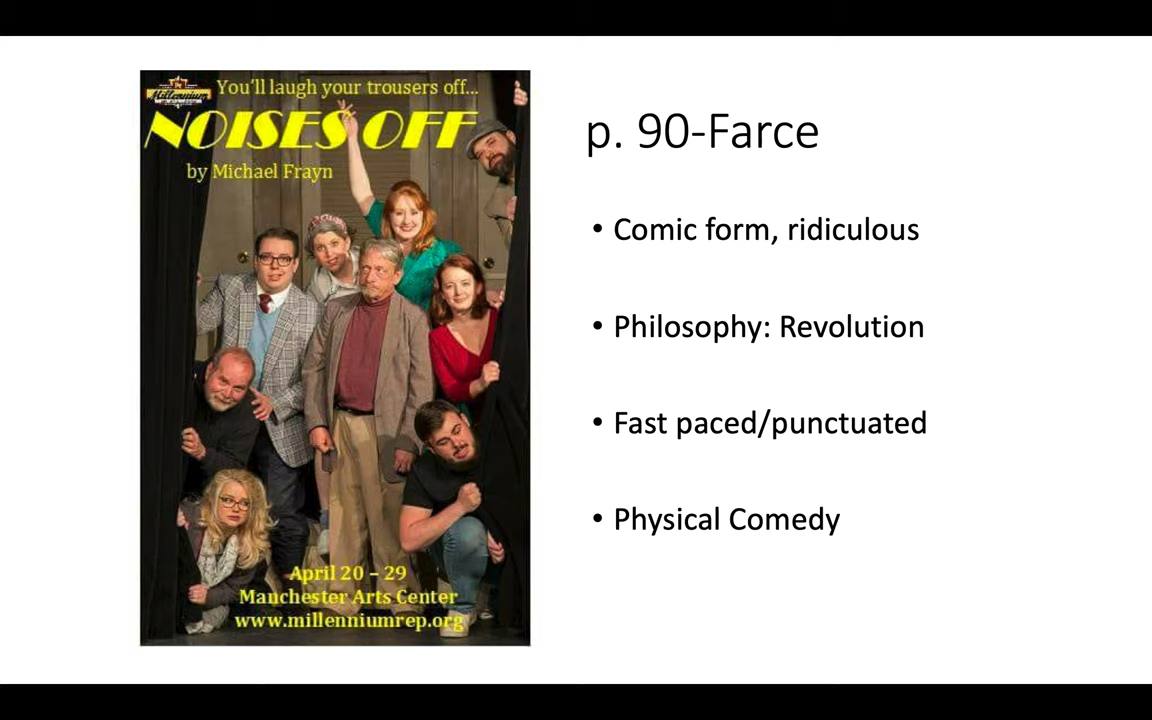 Millennium
You'll laugh your trousers off...
NOISES OFF
by Michael Frayn
April 20 – 29
Manchester Arts Center
www.millenniumrep.org
p. 90-Farce
• Comic form, ridiculous
• Philosophy: Revolution
• Fast paced/punctuated
• Physical Comedy